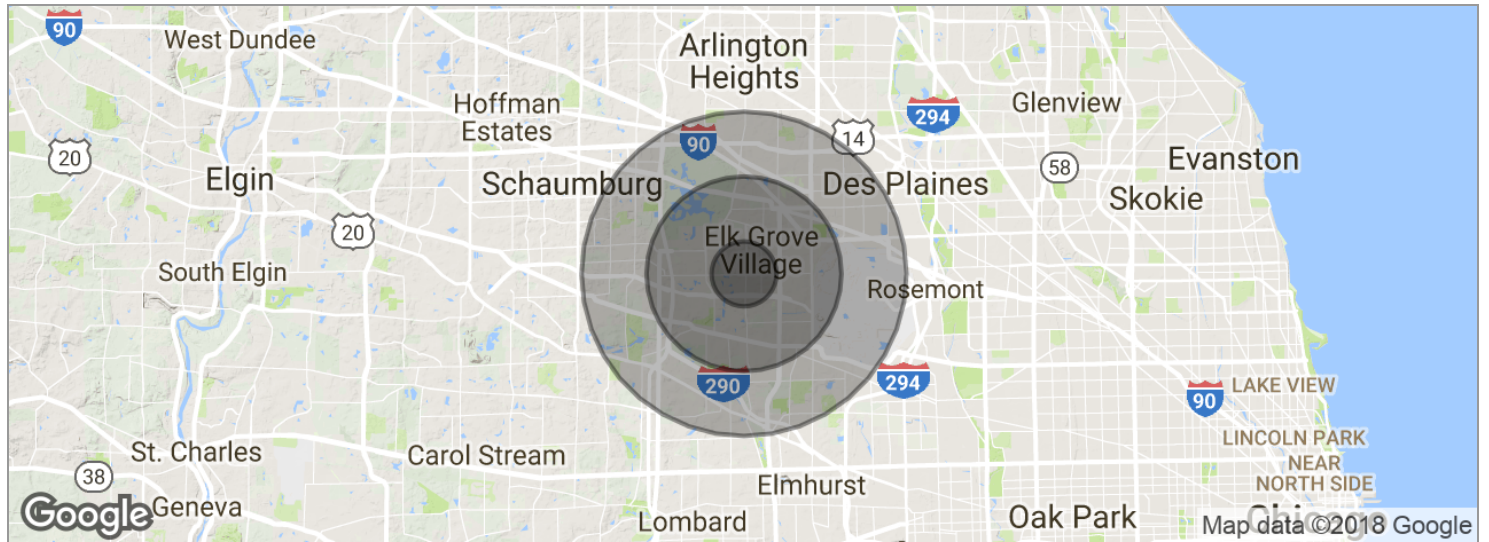 90
West Dundee
Arlington
Heights
Hoffman
Estates
Glenview
294
14
90
20
58
Evanston
Elgin
Schaumburg
Des Plaines
Skokie
20
Elk Grove
Village
South Elgin
Rosemont
290
294
LAKE VIEW
90
LINCOLN PARK
St. Charles
Carol Stream
NEAR
NORTH SIDE
38
Elmhurst
Google
Geneva
Lombard
Oak Park
Chicago
Map data ©2018 Google